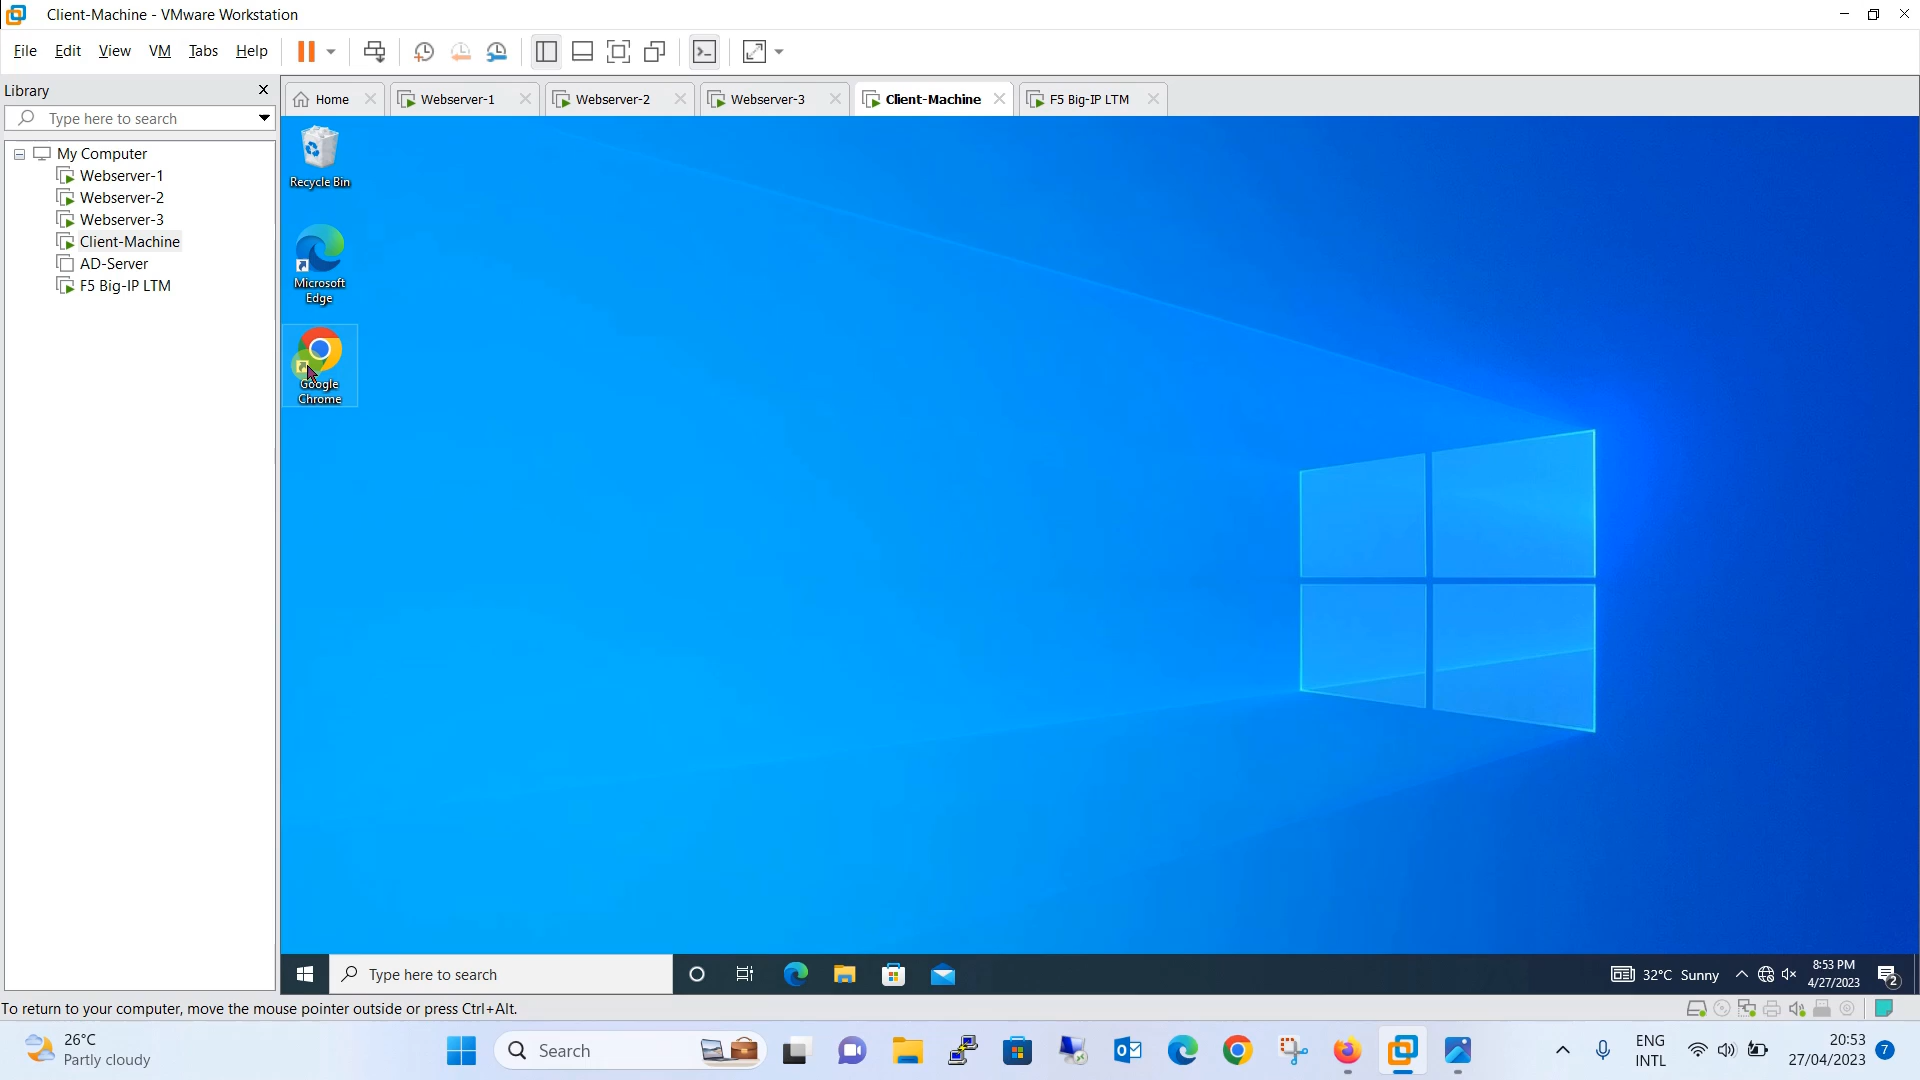 Client-Machine - VMware Workstation
File Edit View VM Tabs Help
Library
Type here to search
My Computer
Webserver-1
Webserver-2
Webserver-3
Client-Machine
AD-Server
F5 Big-IP LTM
Home Webserver-1 Webserver-2 Webserver-3 Client-Machine F5 Big-IP LTM
Recycle Bin
Microsoft
Edge
Google
Chrome
Type here to search
32°C Sunny
8:53 PM
4/27/2023
2
To return to your computer, move the mouse pointer outside or press Ctrl+Alt.
26°C
Partly cloudy
Search
ENG
INTL
20:53
27/04/2023
7